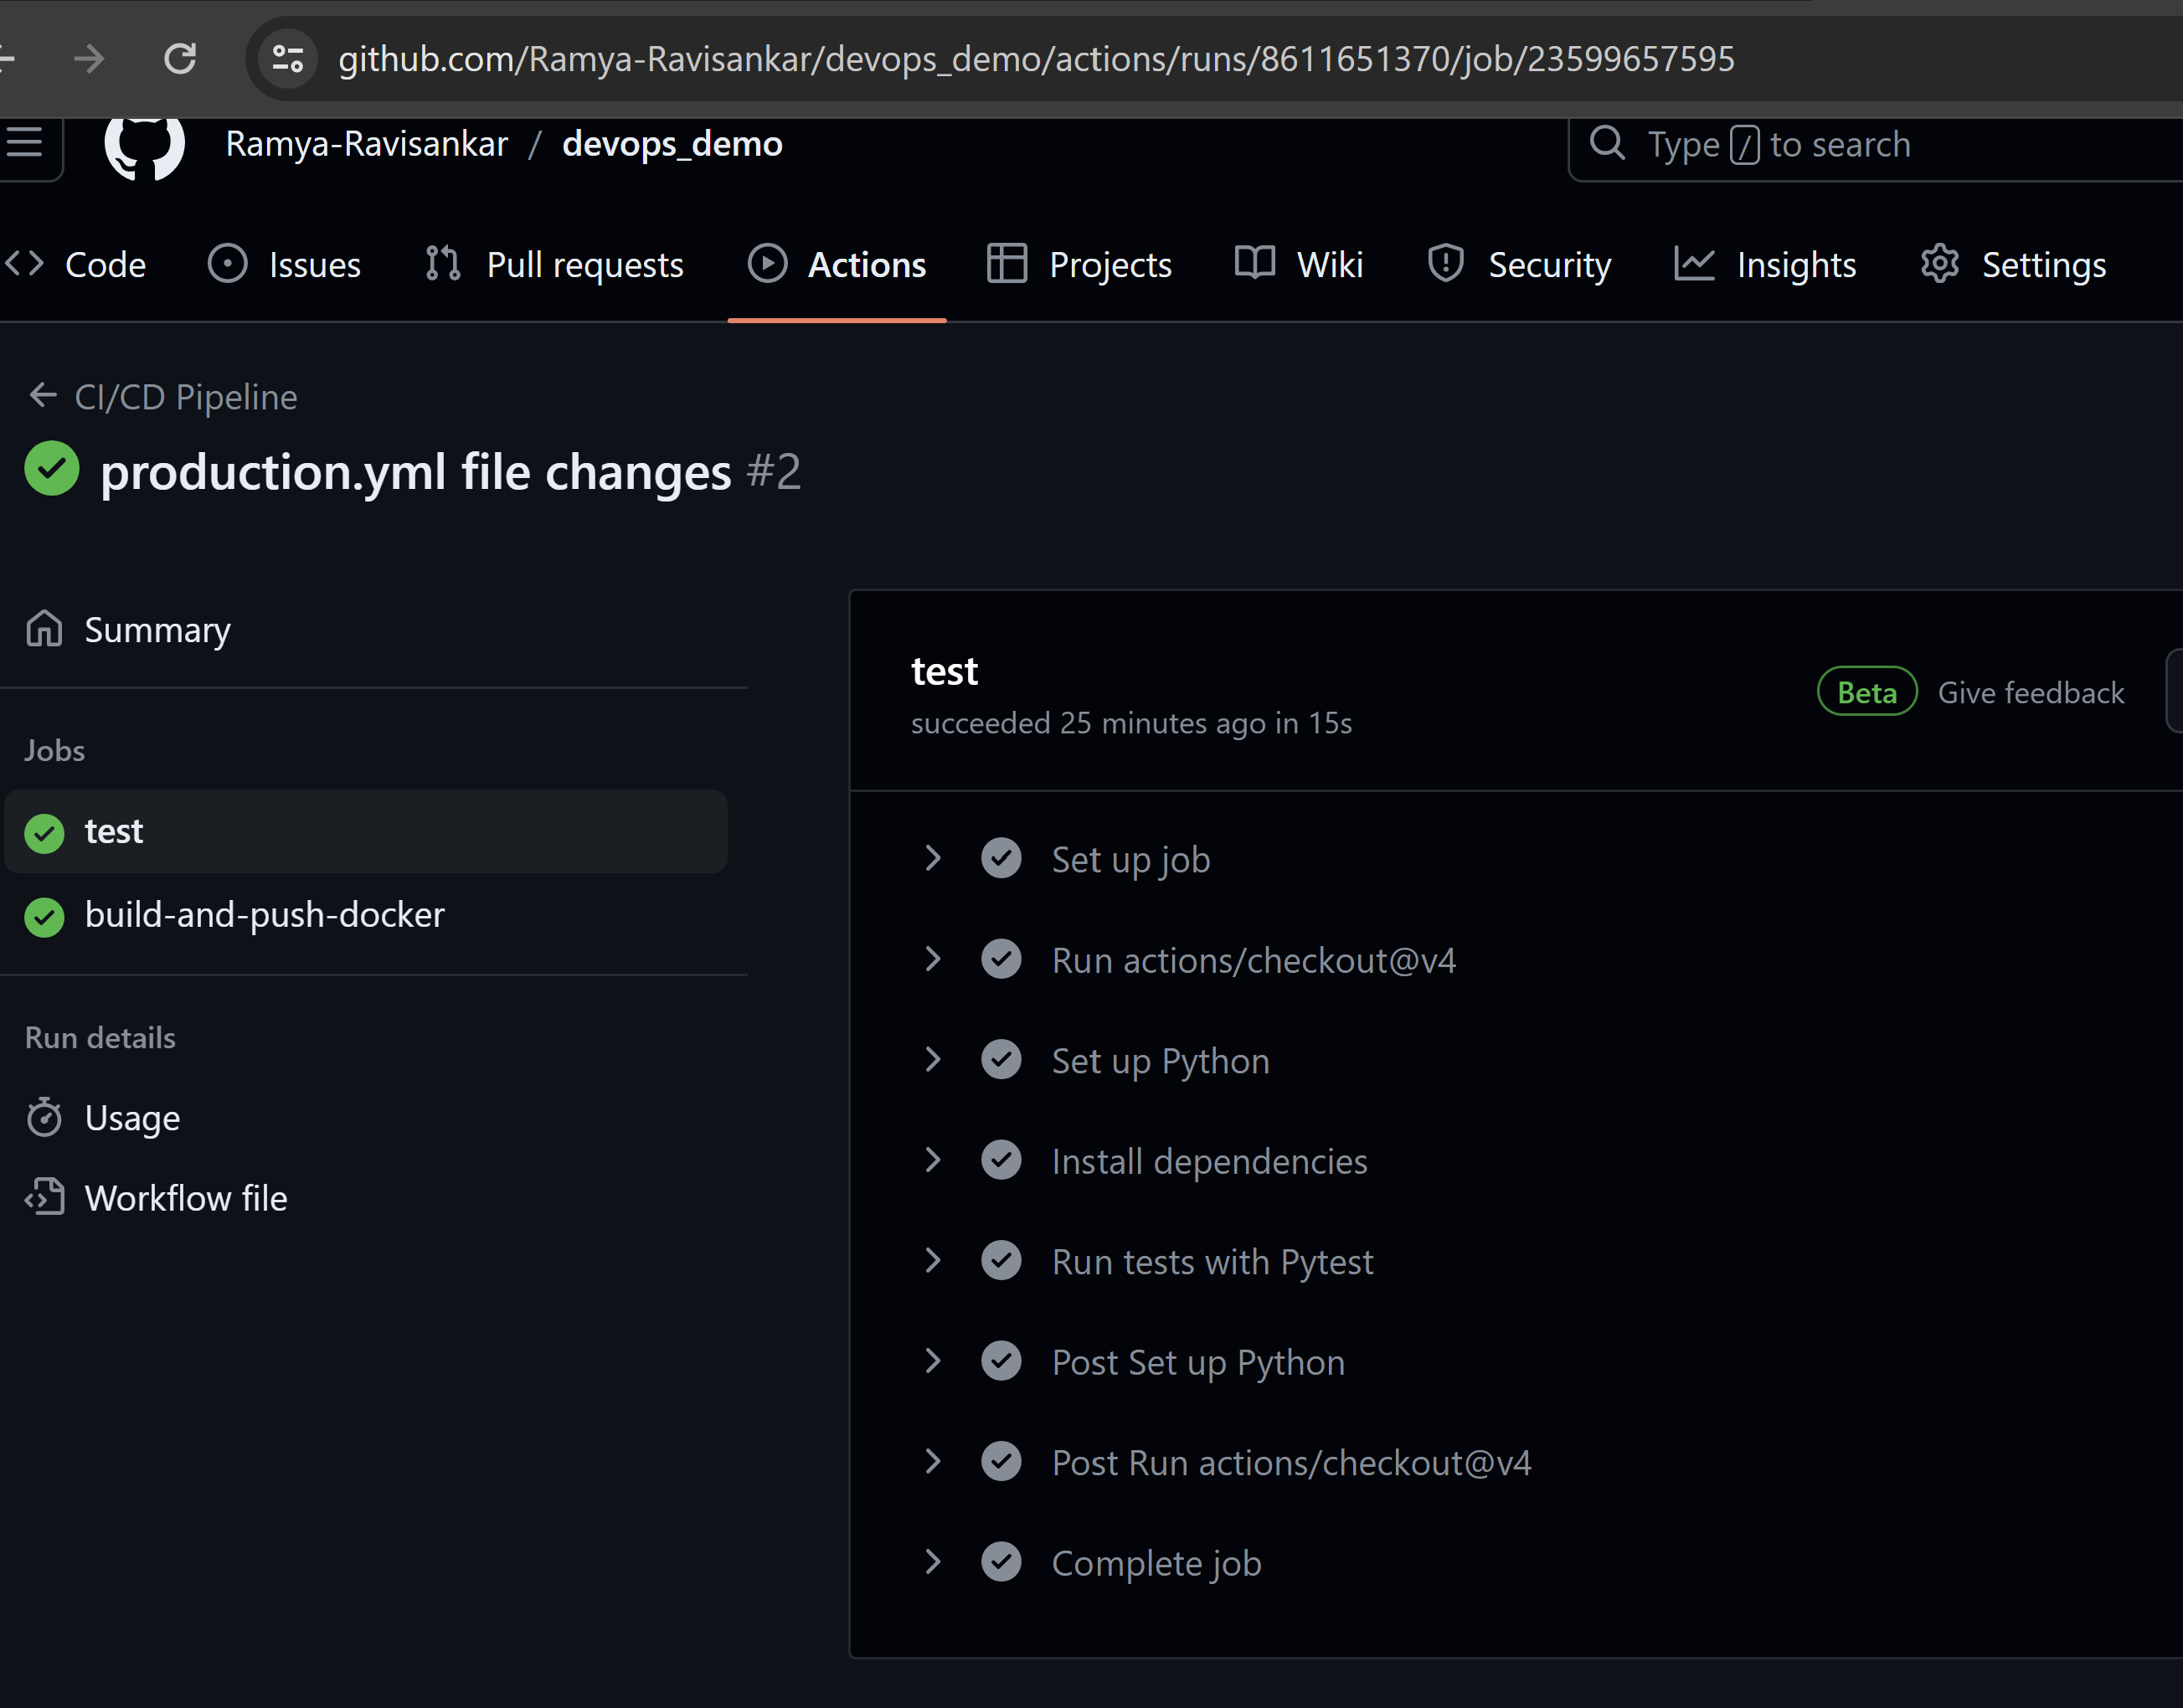 github.com/Ramya-Ravisankar/devops_demo/actions/runs/8611651370/job/23599657595
Ramya-Ravisankar / devops_demo
Type / to search
Code Issues Pull requests Actions Projects Wiki Security Insights Settings
CI/CD Pipeline
production.yml file changes #2
Summary
Jobs
test
build-and-push-docker
Run details
Usage
Workflow file
test
succeeded 25 minutes ago in 15s
Beta Give feedback
Set up job
Run actions/checkout@v4
Set up Python
Install dependencies
Run tests with Pytest
Post Set up Python
Post Run actions/checkout@v4
Complete job